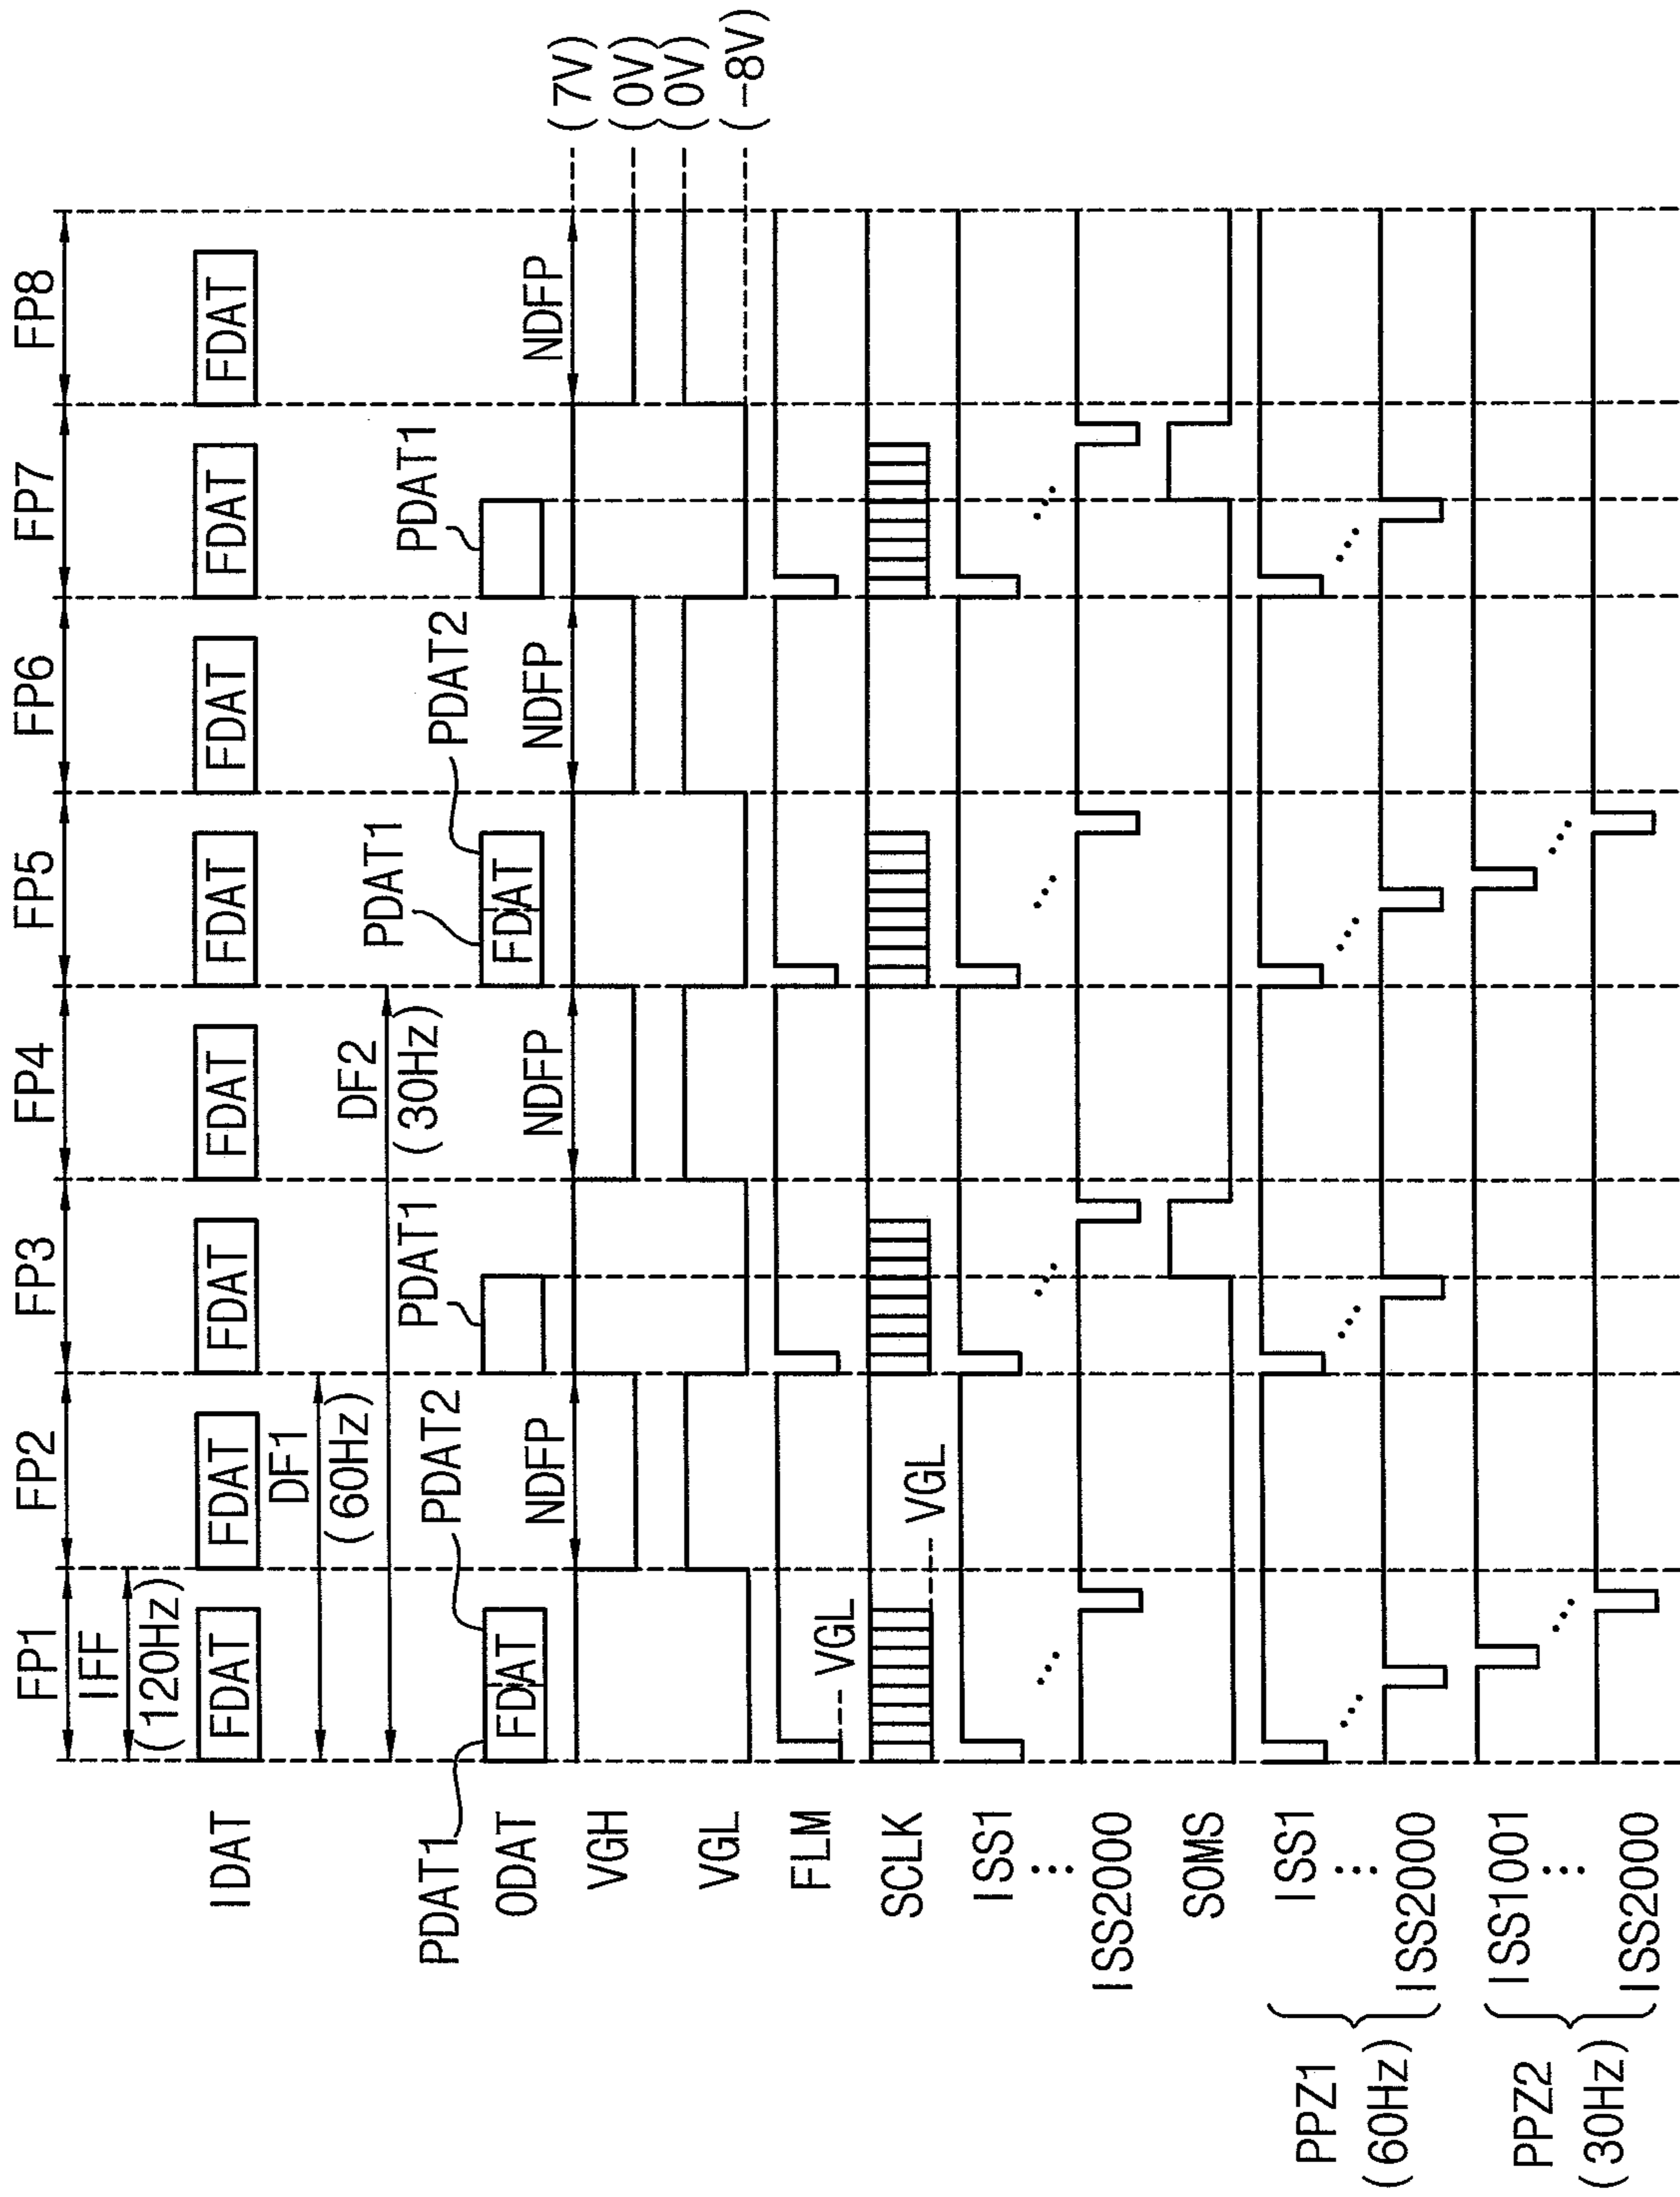 FP1 FP2 FP3 FP4 FP5 FP6 FP7 FP8
IFF
(120Hz)
IDAT FDAT FDAT FDAT FDAT FDAT FDAT FDAT FDAT
DF1
(60Hz)
DF2
(30Hz)
PDAT1 PDAT2 PDAT1 PDAT1 PDAT2 PDAT1
ODAT FDAT FDAT
NDFP NDFP NDFP NDFP
VGH (7V)
(0V)
VGL (0V)
(-8V)
FLM VGL
SCLK VGL
ISS1
⋮
ISS2000
SOMS
PPZ1
(60Hz)
ISS1
⋮
ISS2000
PPZ2
(30Hz)
ISS1001
⋮
ISS2000